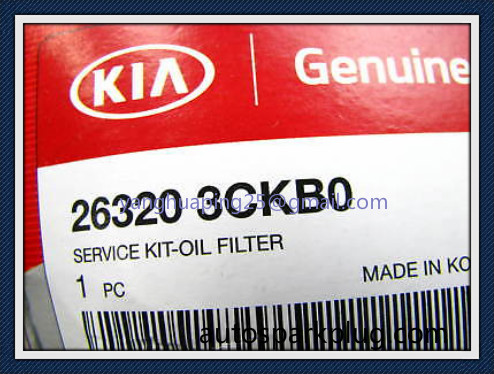 KIA Genuine
yanghuaping25@gmail.com
26320 3CKB0
SERVICE KIT-OIL FILTER
1 PC
MADE IN KO
autosparkplug.com